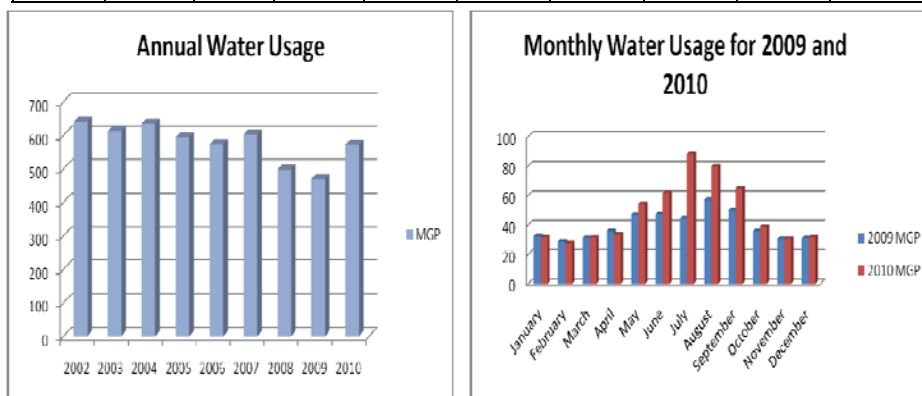 Annual Water Usage
700
600
500
400
300
200
100
0
2002 2003 2004 2005 2006 2007 2008 2009 2010
MGP
Monthly Water Usage for 2009 and
2010
100
80
60
40
20
0
January
February
March
April
May
June
July
August
September
October
November
December
2009 MGP
2010 MGP